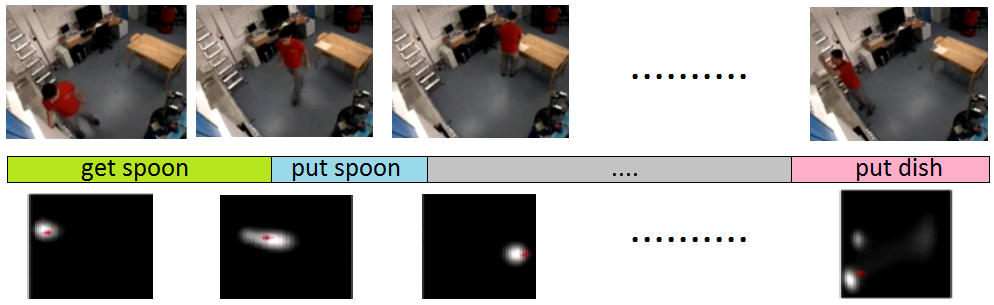 ..........
get spoon
put spoon
....
put dish
..........